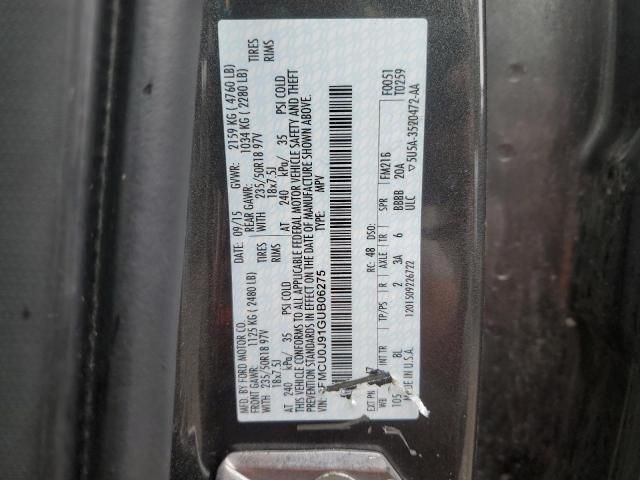 MFD. BY FORD MOTOR CO.
DATE: 09/15 GVWR: 2159 KG (4760 LB)
FRONT GAWR: 1125 KG (2480 LB) REAR GAWR: 1034 KG (2280 LB)
WITH 235/50R18 97V TIRES WITH 235/50R18 97V TIRES
18x7.5J RIMS 18x7.5J RIMS
AT 240 kPa/ 35 PSI COLD AT 240 kPa/ 35 PSI COLD
THIS VEHICLE CONFORMS TO ALL APPLICABLE FEDERAL MOTOR VEHICLE SAFETY AND THEFT
PREVENTION STANDARDS IN EFFECT ON THE DATE OF MANUFACTURE SHOWN ABOVE.
VIN: FMCU0J91GUB06275 TYPE: MPV
EXT PNT: RC: 48 DSO: FM21B F0051
WB INT TR TP/PS R AXLE TR SPR T0259
105 BL 2 3A 6 BBBB 20A 5U5A-3520472-AA
MADE IN U.S.A. 1201509226722 ULC